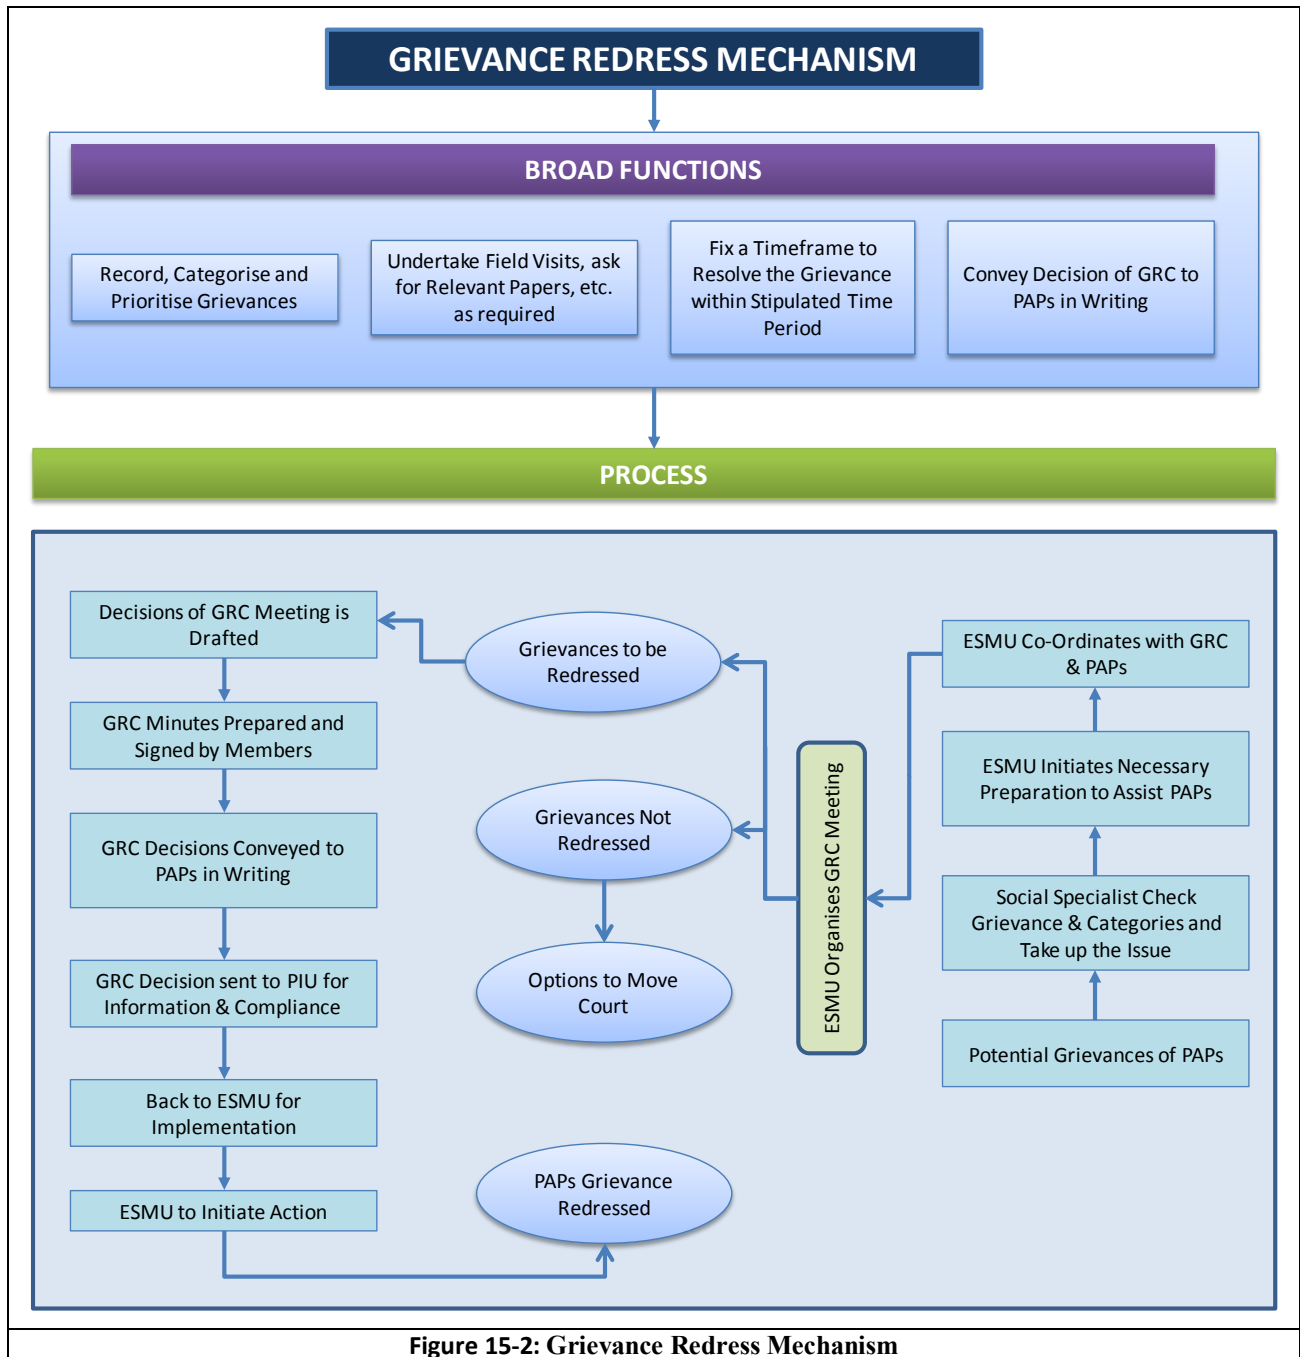 GRIEVANCE REDRESS MECHANISM
BROAD FUNCTIONS
Record, Categorise and
Prioritise Grievances
Undertake Field Visits, ask
for Relevant Papers, etc.
as required
Fix a Timeframe to
Resolve the Grievance
within Stipulated Time
Period
Convey Decision of GRC to
PAPs in Writing
PROCESS
Decisions of GRC Meeting is
Drafted
GRC Minutes Prepared and
Signed by Members
GRC Decisions Conveyed to
PAPs in Writing
GRC Decision sent to PIU for
Information & Compliance
Back to ESMU for
Implementation
ESMU to Initiate Action
Grievances to be
Redressed
Grievances Not
Redressed
Options to Move
Court
PAPs Grievance
Redressed
ESMU Organises GRC Meeting
ESMU Co-Ordinates with GRC
& PAPs
ESMU Initiates Necessary
Preparation to Assist PAPs
Social Specialist Check
Grievance & Categories and
Take up the Issue
Potential Grievances of PAPs
Figure 15-2: Grievance Redress Mechanism